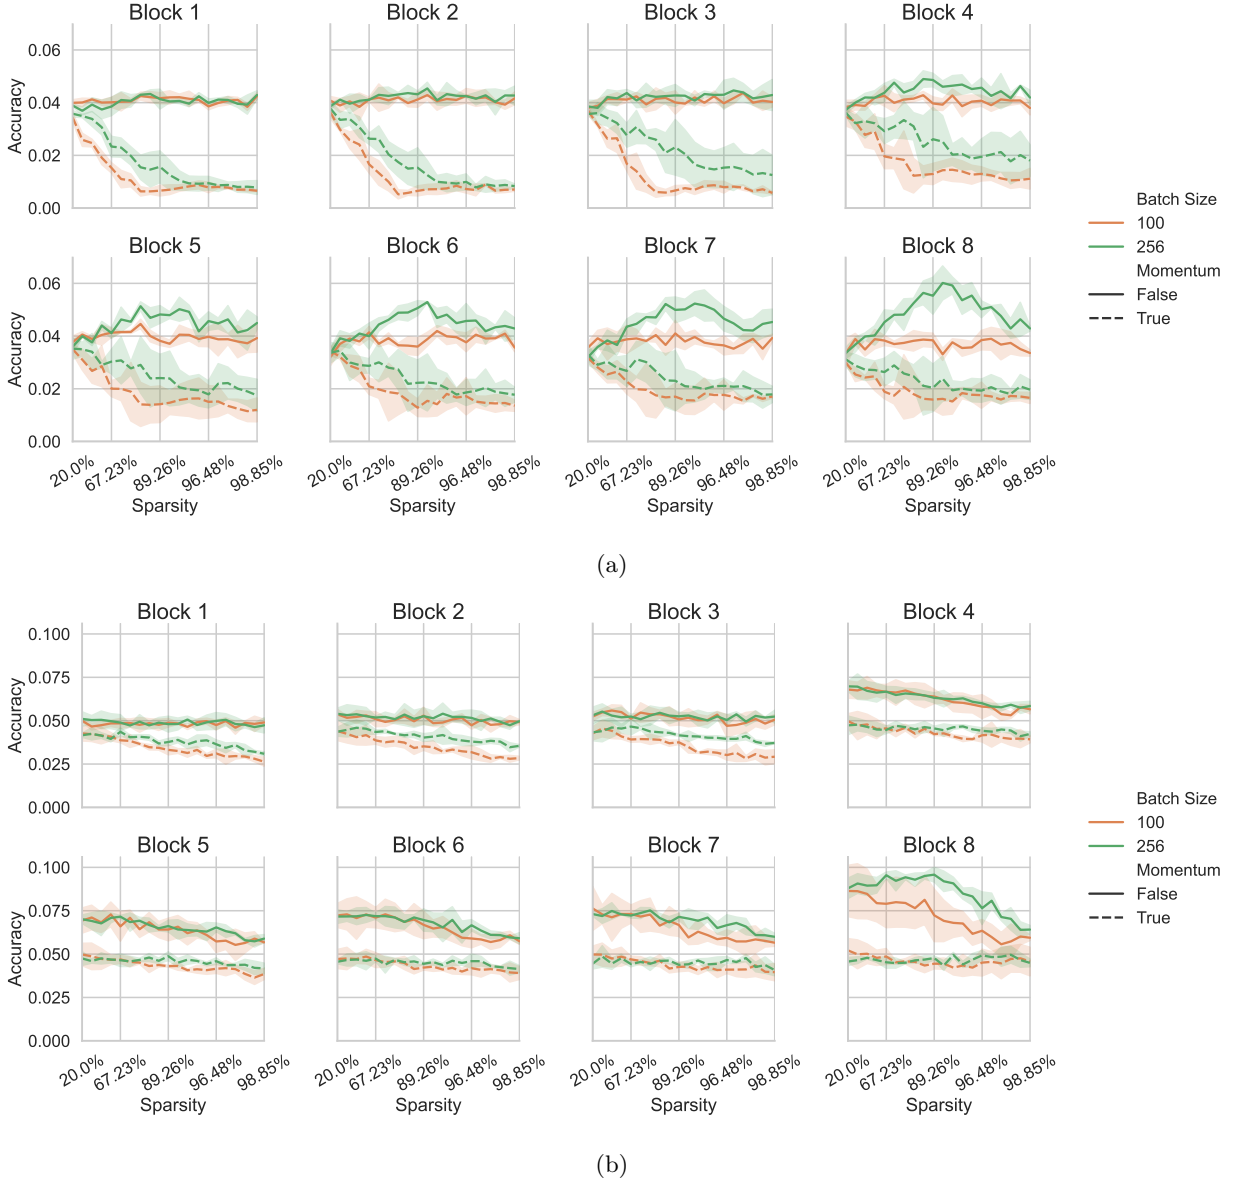 Block 1
Block 2
Block 3
Block 4
0.06
0.04
0.02
0.00
Accuracy
Block 5
Block 6
Block 7
Block 8
0.06
0.04
0.02
0.00
Accuracy
20.0% 67.23% 89.26% 96.48% 98.85%
20.0% 67.23% 89.26% 96.48% 98.85%
20.0% 67.23% 89.26% 96.48% 98.85%
20.0% 67.23% 89.26% 96.48% 98.85%
Sparsity
Sparsity
Sparsity
Sparsity
Batch Size
100
256
Momentum
False
True
(a)
Block 1
Block 2
Block 3
Block 4
0.100
0.075
0.050
0.025
0.000
Accuracy
Block 5
Block 6
Block 7
Block 8
0.100
0.075
0.050
0.025
0.000
Accuracy
20.0% 67.23% 89.26% 96.48% 98.85%
20.0% 67.23% 89.26% 96.48% 98.85%
20.0% 67.23% 89.26% 96.48% 98.85%
20.0% 67.23% 89.26% 96.48% 98.85%
Sparsity
Sparsity
Sparsity
Sparsity
Batch Size
100
256
Momentum
False
True
(b)